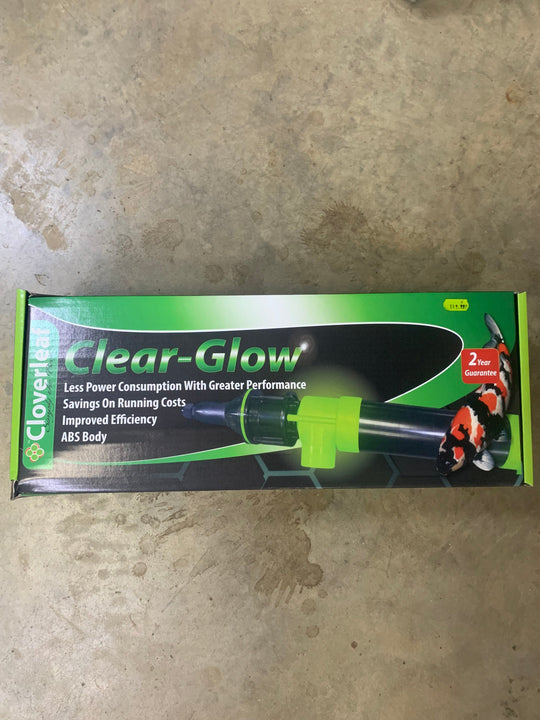 Cloverleaf
Clear-Glow
Less Power Consumption With Greater Performance
Savings On Running Costs
Improved Efficiency
ABS Body
2 Year
Guarantee